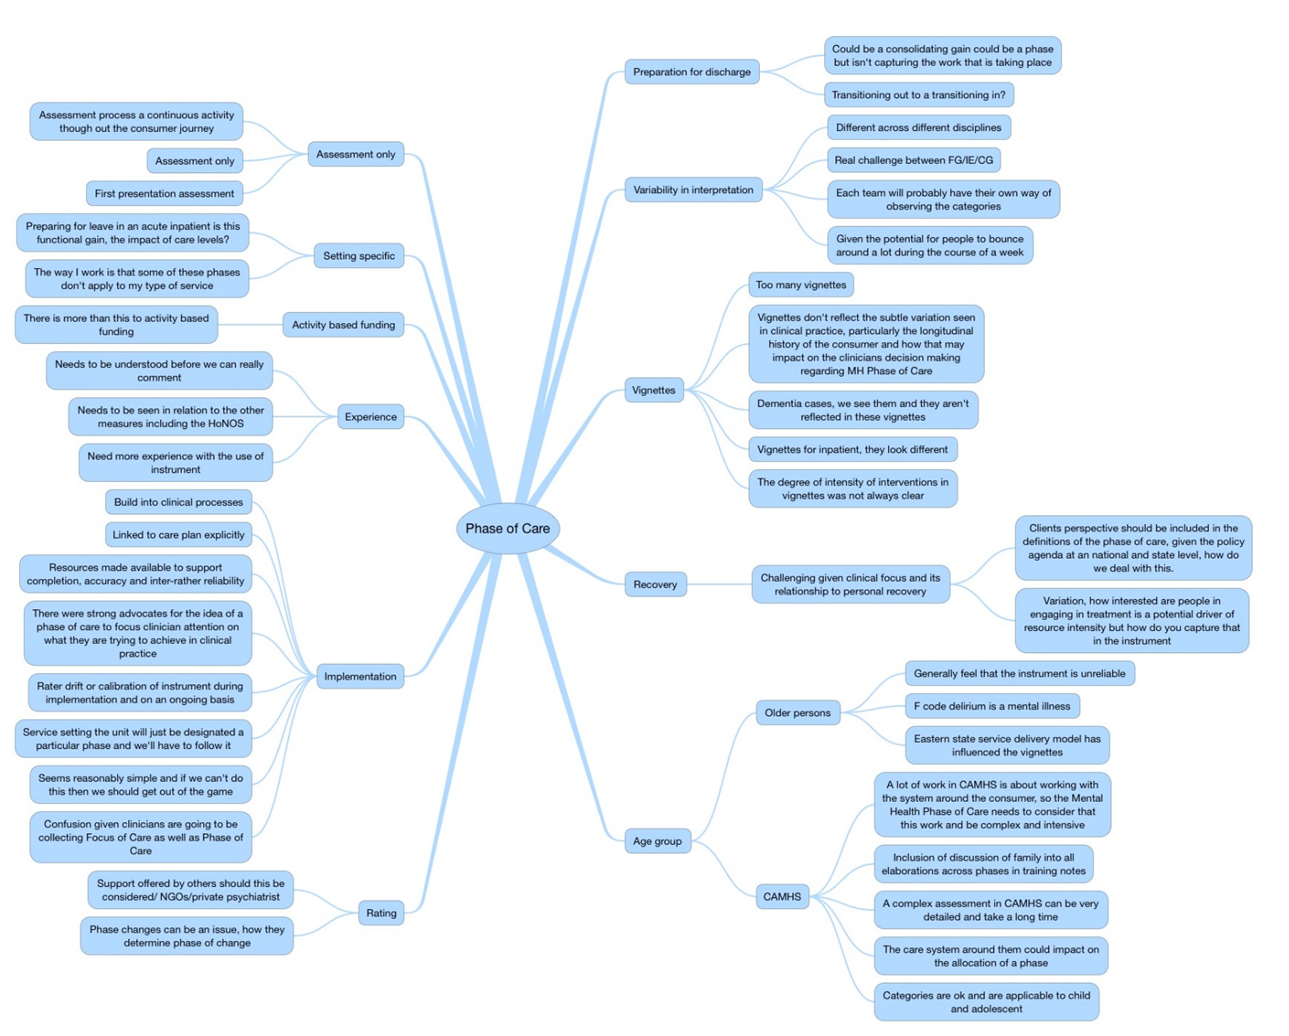 Phase of Care
Assessment only
Assessment process a continuous activity
though out the consumer journey
Assessment only
First presentation assessment
Setting specific
Preparing for leave in an acute inpatient is this
functional gain, the impact of care levels?
The way I work is that some of these phases
don't apply to my type of service
Activity based funding
There is more than this to activity based
funding
Experience
Needs to be understood before we can really
comment
Needs to be seen in relation to the other
measures including the HoNOS
Need more experience with the use of
instrument
Implementation
Build into clinical processes
Linked to care plan explicitly
Resources made available to support
completion, accuracy and inter-rather reliability
There were strong advocates for the idea of a
phase of care to focus clinician attention on
what they are trying to achieve in clinical
practice
Rater drift or calibration of instrument during
implementation and on an ongoing basis
Service setting the unit will just be designated a
particular phase and we'll have to follow it
Seems reasonably simple and if we can't do
this then we should get out of the game
Confusion given clinicians are going to be
collecting Focus of Care as well as Phase of
Care
Rating
Support offered by others should this be
considered/ NGOs/private psychiatrist
Phase changes can be an issue, how they
determine phase of change
Preparation for discharge
Could be a consolidating gain could be a phase
but isn't capturing the work that is taking place
Transitioning out to a transitioning in?
Variability in interpretation
Different across different disciplines
Real challenge between FG/IE/CG
Each team will probably have their own way of
observing the categories
Given the potential for people to bounce
around a lot during the course of a week
Vignettes
Too many vignettes
Vignettes don't reflect the subtle variation seen
in clinical practice, particularly the longitudinal
history of the consumer and how that may
impact on the clinicians decision making
regarding MH Phase of Care
Dementia cases, we see them and they aren't
reflected in these vignettes
Vignettes for inpatient, they look different
The degree of intensity of interventions in
vignettes was not always clear
Recovery
Challenging given clinical focus and its
relationship to personal recovery
Clients perspective should be included in the
definitions of the phase of care, given the policy
agenda at an national and state level, how do
we deal with this.
Variation, how interested are people in
engaging in treatment is a potential driver of
resource intensity but how do you capture that
in the instrument
Age group
Older persons
Generally feel that the instrument is unreliable
F code delirium is a mental illness
Eastern state service delivery model has
influenced the vignettes
CAMHS
A lot of work in CAMHS is about working with
the system around the consumer, so the Mental
Health Phase of Care needs to consider that
this work and be complex and intensive
Inclusion of discussion of family into all
elaborations across phases in training notes
A complex assessment in CAMHS can be very
detailed and take a long time
The care system around them could impact on
the allocation of a phase
Categories are ok and are applicable to child
and adolescent